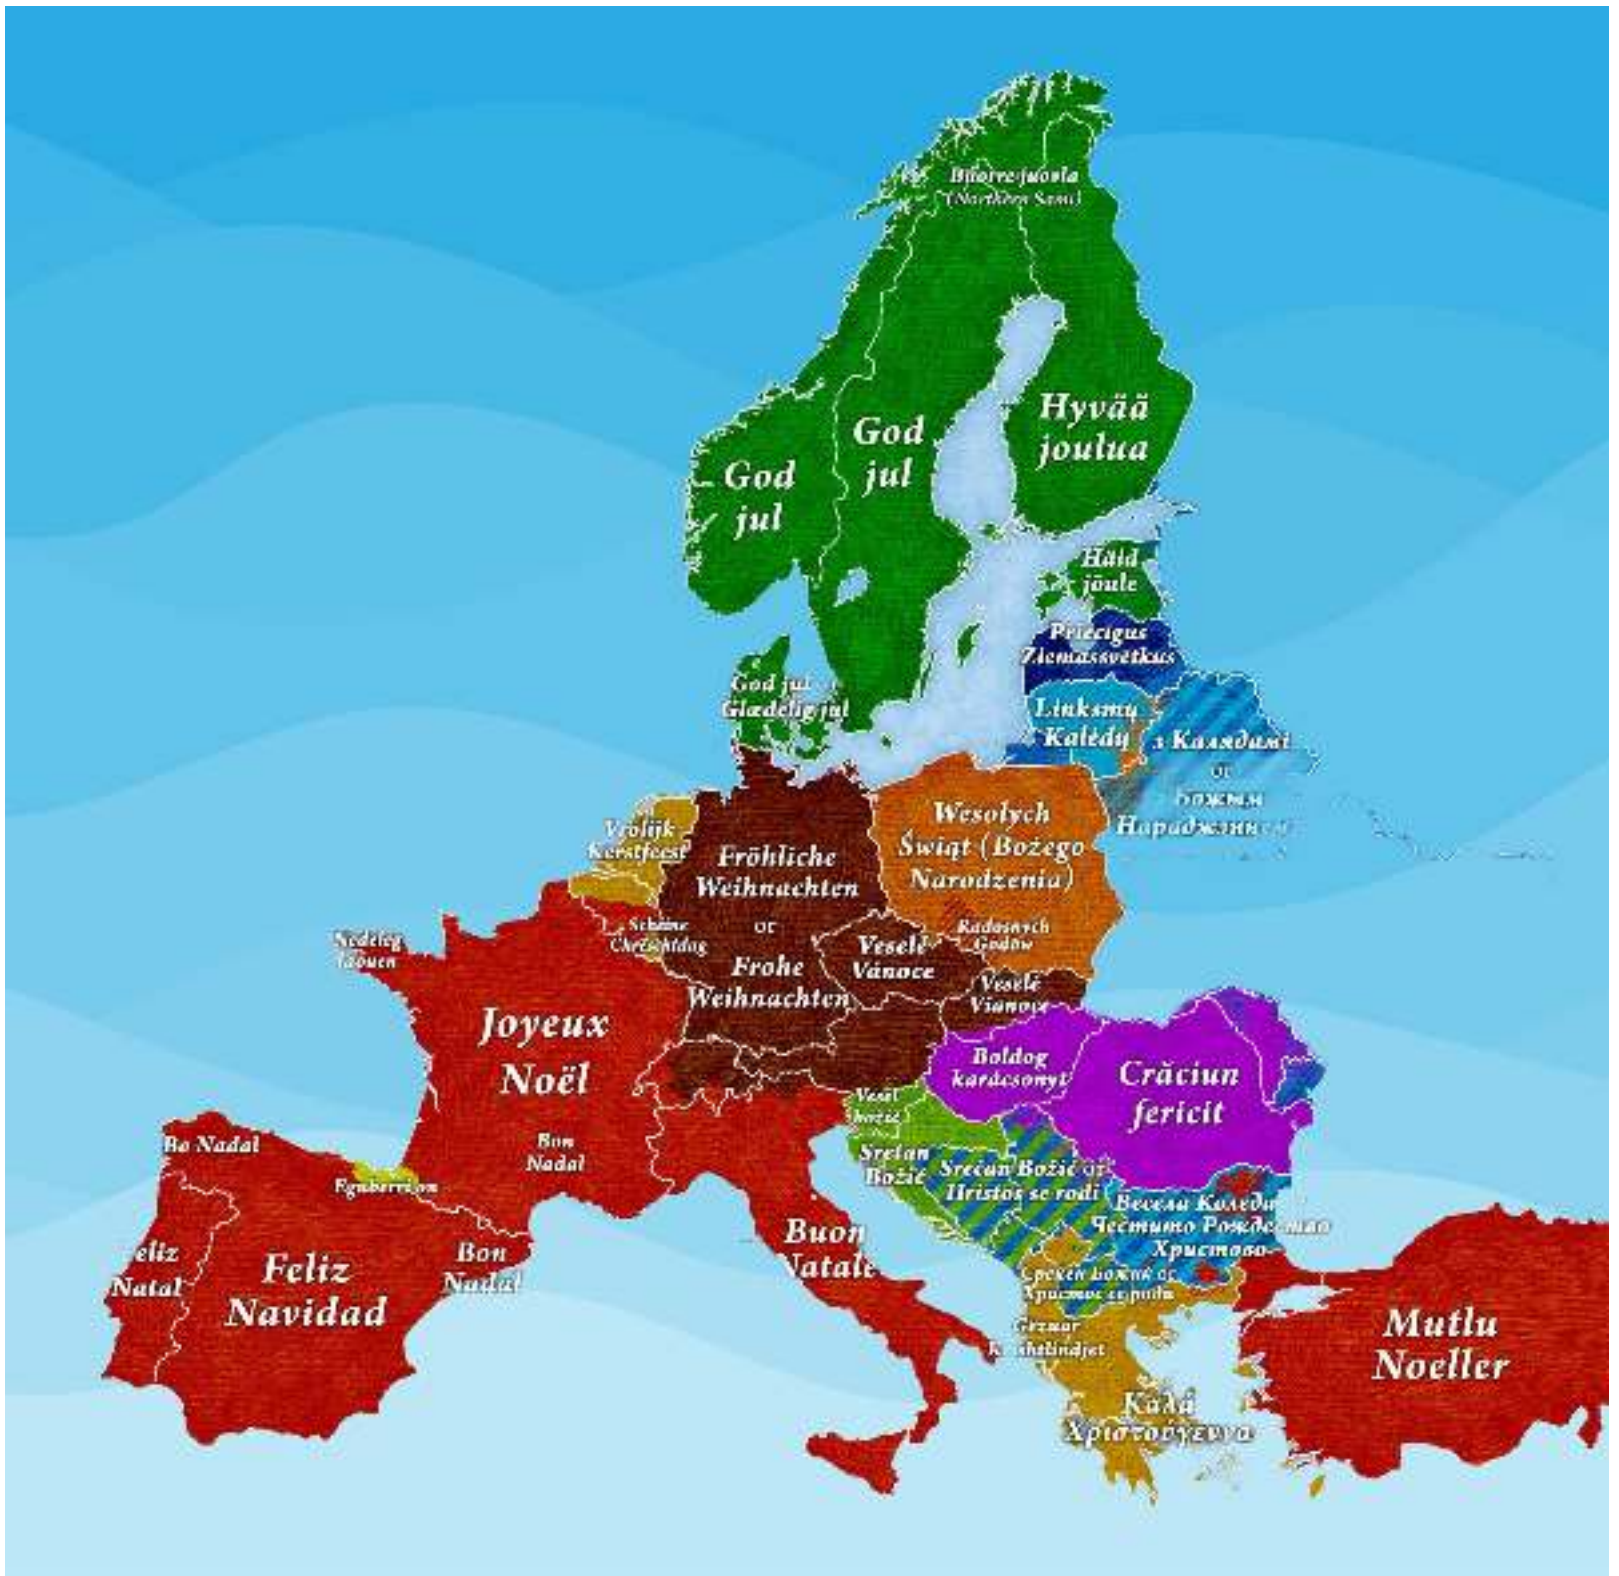 Buorre juovla
(Northern Sami)
God
jul
God
jul
Hyvää
joulua
Häid
jõule
Priecīgus
Ziemassvētkus
God jul
Glædelig jul
Linksmų
Kalėdų
з Калядамі
or
Божым
Vrolijk
Kerstfeest
Fröhliche
Weihnachten
or
Frohe
Weihnachten
Wesołych
Świąt (Bożego
Narodzenia)
Radosnych
Godów
Schéine
Chrëschtdag
Nedeleg
laouen
Veselé
Vánoce
Veselé
Vianoce
Joyeux
Noël
Boldog
karácsonyt
Crăciun
fericit
Vesel
božič
Bo Nadal
Bon
Nadal
Eguberri on
Sretan
Božić
Srećan Božić or
Hristos se rodi
Весела Коледа
Честито Рождество
Христово
eliz
Natal
Feliz
Navidad
Bon
Nadal
Buon
Natale
Среќен Божиќ or
Христос се роди
Gëzuar
Mutlu
Noeller
Καλά
Χριστούγεννα